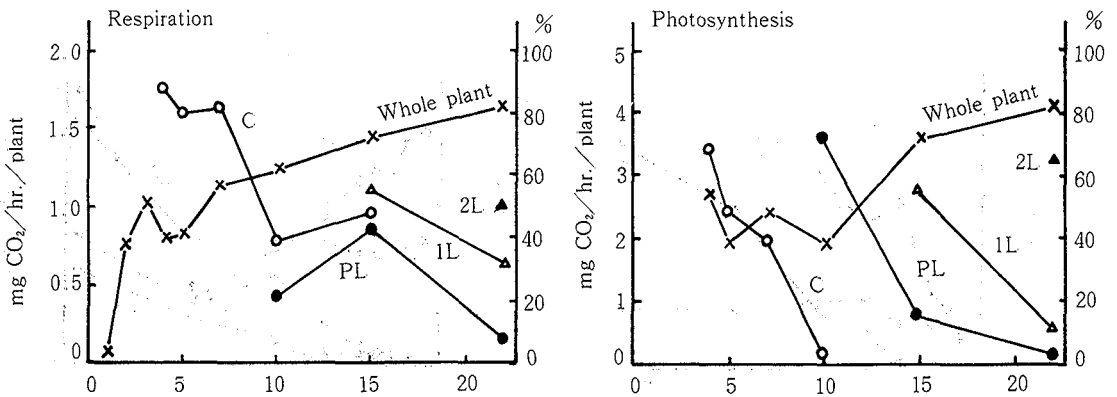 Respiration
%
2.0
1.5
1.0
0.5
0
mg CO₂/hr./plant
100
80
60
40
20
0
C
Whole plant
2L
1L
PL
0 5 10 15 20
Photosynthesis
%
5
4
3
2
1
0
mg CO₂/hr./plant
100
80
60
40
20
0
Whole plant
2L
1L
PL
C
0 5 10 15 20